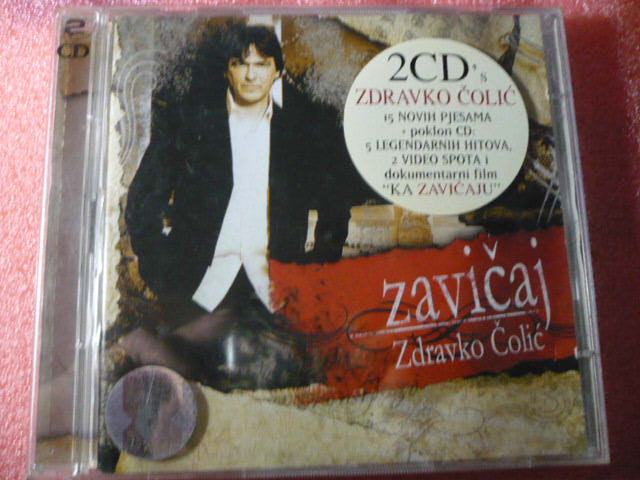 2
CD
2CD's
ZDRAVKO ČOLIĆ
15 NOVIH PJESAMA
+ poklon CD:
5 LEGENDARNIH HITOVA,
2 VIDEO SPOTA i
dokumentarni film
"KA ZAVIČAJU"
zavičaj
Zdravko Čolić